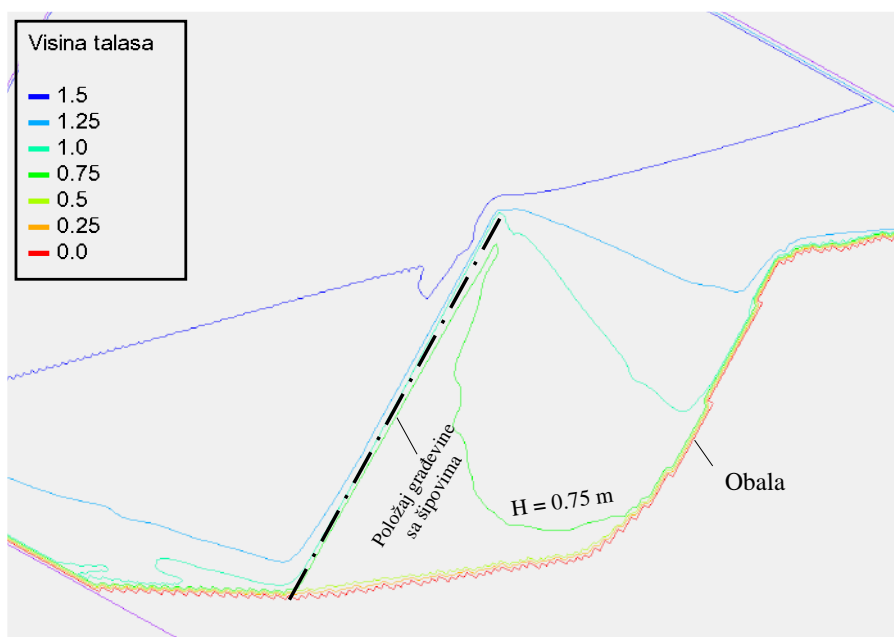 Visina talasa
1.5
1.25
1.0
0.75
0.5
0.25
0.0
Položaj građevine
sa šipovima
H = 0.75 m
Obala